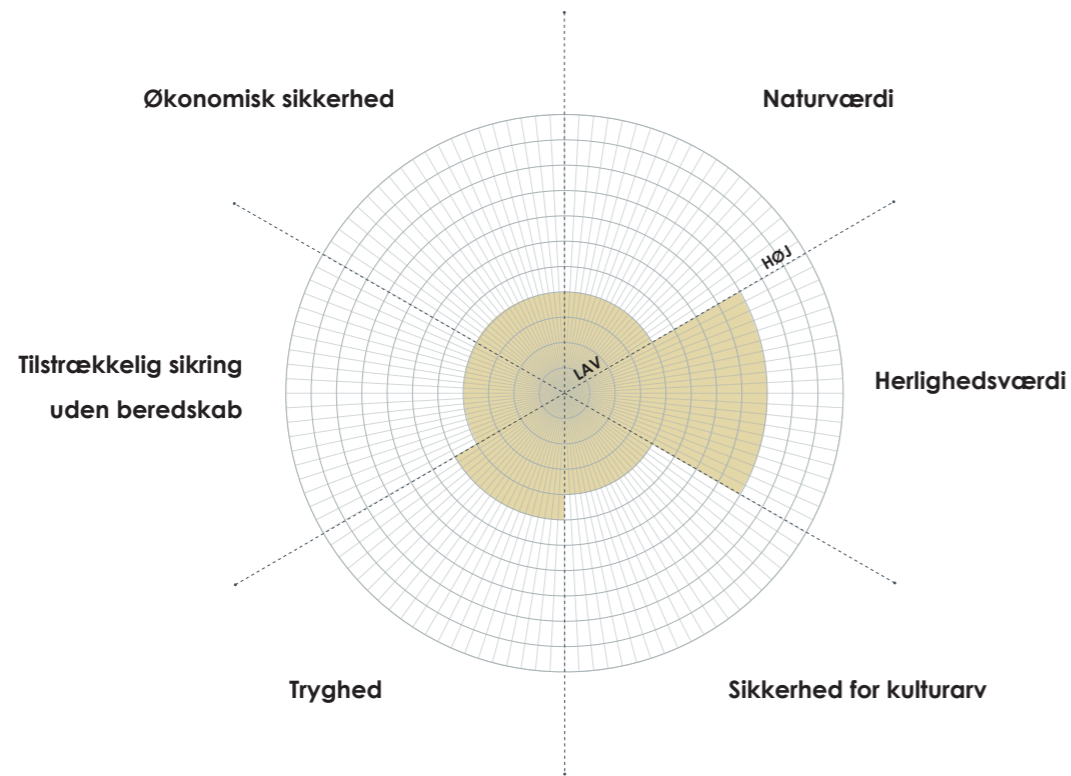 Økonomisk sikkerhed
Naturværdi
HØJ
LAV
Tilstrækkelig sikring
uden beredskab
Herlighedsværdi
Tryghed
Sikkerhed for kulturarv